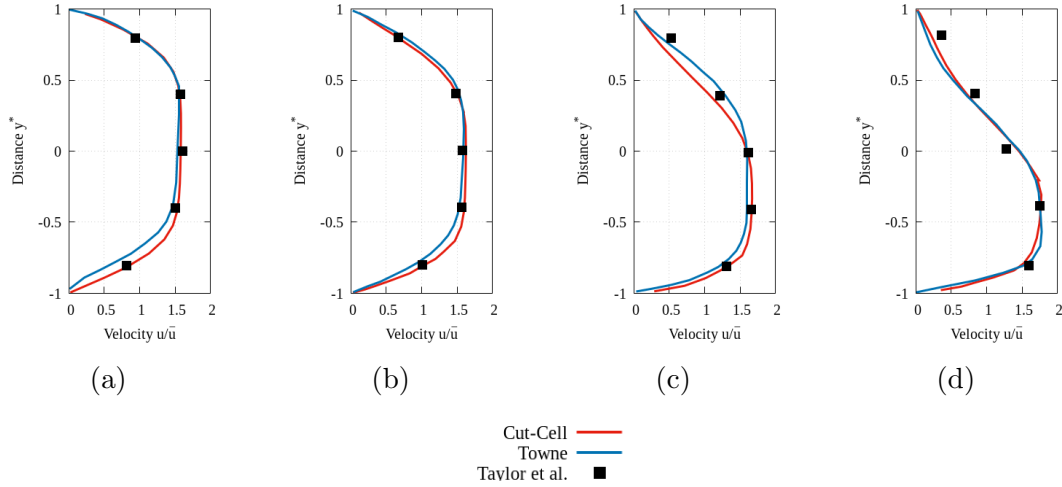 1
0.5
0
-0.5
-1
0 0.5 1 1.5 2
Distance y*
Velocity u/ū
(a)
1
0.5
0
-0.5
-1
0 0.5 1 1.5 2
Distance y*
Velocity u/ū
(b)
1
0.5
0
-0.5
-1
0 0.5 1 1.5 2
Distance y*
Velocity u/ū
(c)
1
0.5
0
-0.5
-1
0 0.5 1 1.5 2
Distance y*
Velocity u/ū
(d)
Cut-Cell
Towne
Taylor et al.